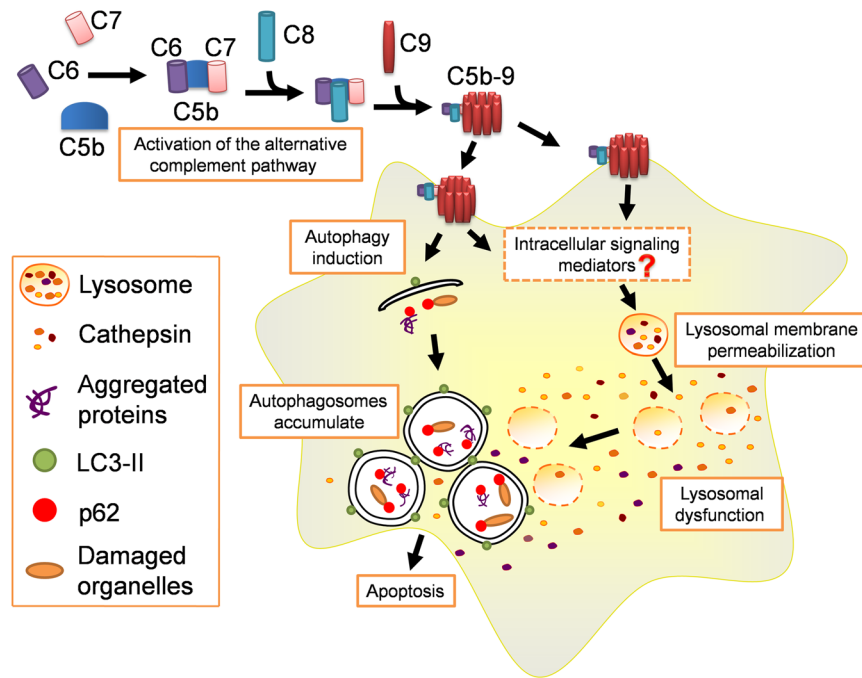 C7
C6
C5b
C6
C7
C5b
C8
C9
C5b-9
Activation of the alternative
complement pathway
Autophagy
induction
Intracellular signaling
mediators ?
Lysosomal membrane
permeabilization
Autophagosomes
accumulate
Lysosomal
dysfunction
Apoptosis
Lysosome
Cathepsin
Aggregated
proteins
LC3-II
p62
Damaged
organelles